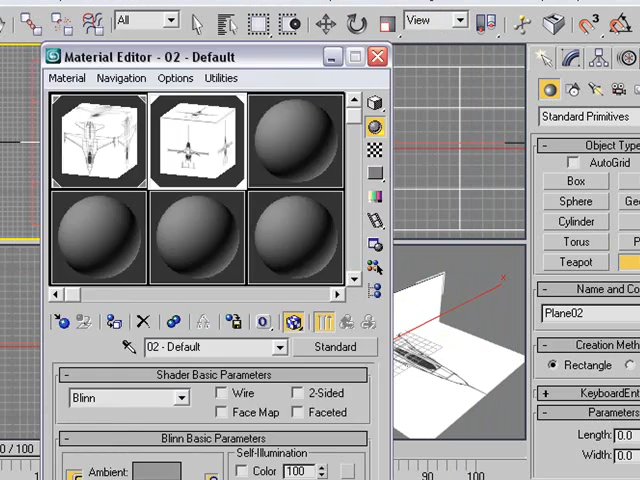 All
View
Material Editor - 02 - Default
Material Navigation Options Utilities
Standard Primitives
Object Type
AutoGrid
Box
Sphere
Cylinder
Torus
Teapot
Name and Co
Plane02
Creation Meth
Rectangle
KeyboardEnt
Parameters
Length: 0.0
Width: 0.0
02 - Default
Standard
Shader Basic Parameters
Blinn
Wire
2-Sided
Face Map
Faceted
Blinn Basic Parameters
Self-Illumination
Ambient:
Color 100
0 / 100
90
100
x